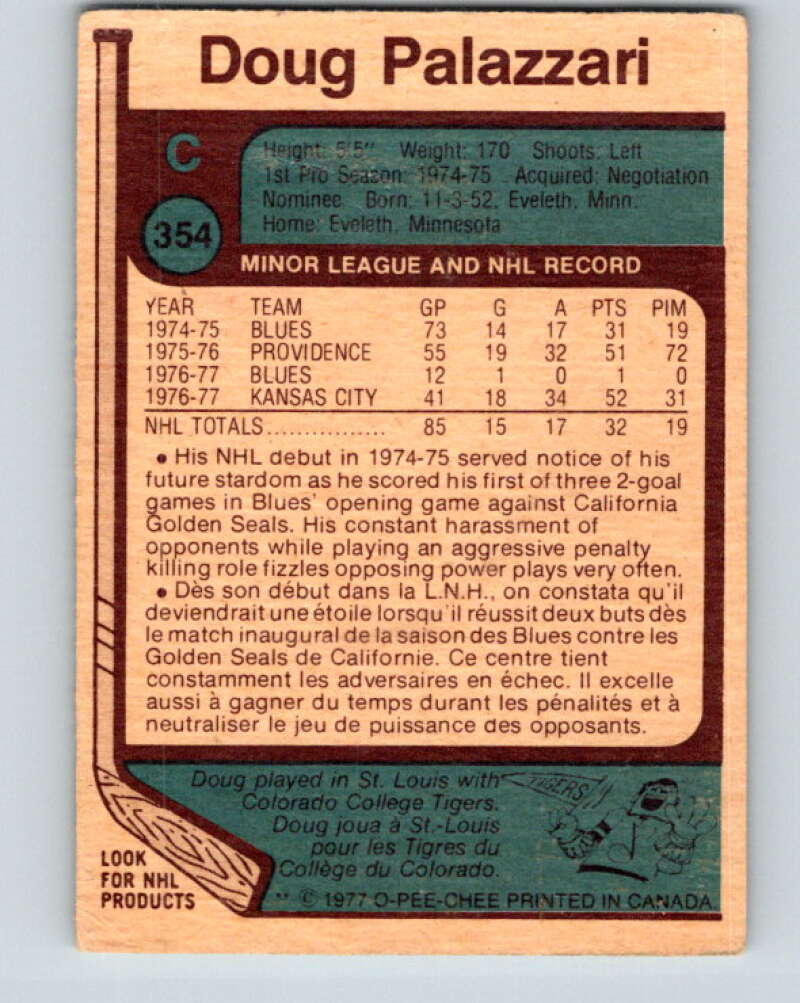 Doug Palazzari
C
Height: 5'5" Weight: 170 Shoots: Left
1st Pro Season: 1974-75 Acquired: Negotiation
Nominee Born: 11-3-52, Eveleth, Minn.
Home: Eveleth, Minnesota
354
MINOR LEAGUE AND NHL RECORD
YEAR TEAM GP G A PTS PIM
1974-75 BLUES 73 14 17 31 19
1975-76 PROVIDENCE 55 19 32 51 72
1976-77 BLUES 12 1 0 1 0
1976-77 KANSAS CITY 41 18 34 52 31
NHL TOTALS................ 85 15 17 32 19
• His NHL debut in 1974-75 served notice of his
future stardom as he scored his first of three 2-goal
games in Blues' opening game against California
Golden Seals. His constant harassment of
opponents while playing an aggressive penalty
killing role fizzles opposing power plays very often.
• Dès son début dans la L.N.H., on constata qu'il
deviendrait une étoile lorsqu'il réussit deux buts dès
le match inaugural de la saison des Blues contre les
Golden Seals de Californie. Ce centre tient
constamment les adversaires en échec. Il excelle
aussi à gagner du temps durant les pénalités et à
neutraliser le jeu de puissance des opposants.
Doug played in St. Louis with
Colorado College Tigers.
Doug joua à St.-Louis
pour les Tigres du
Collège du Colorado.
TIGERS
LOOK
FOR NHL
PRODUCTS
** © 1977 O-PEE-CHEE PRINTED IN CANADA.